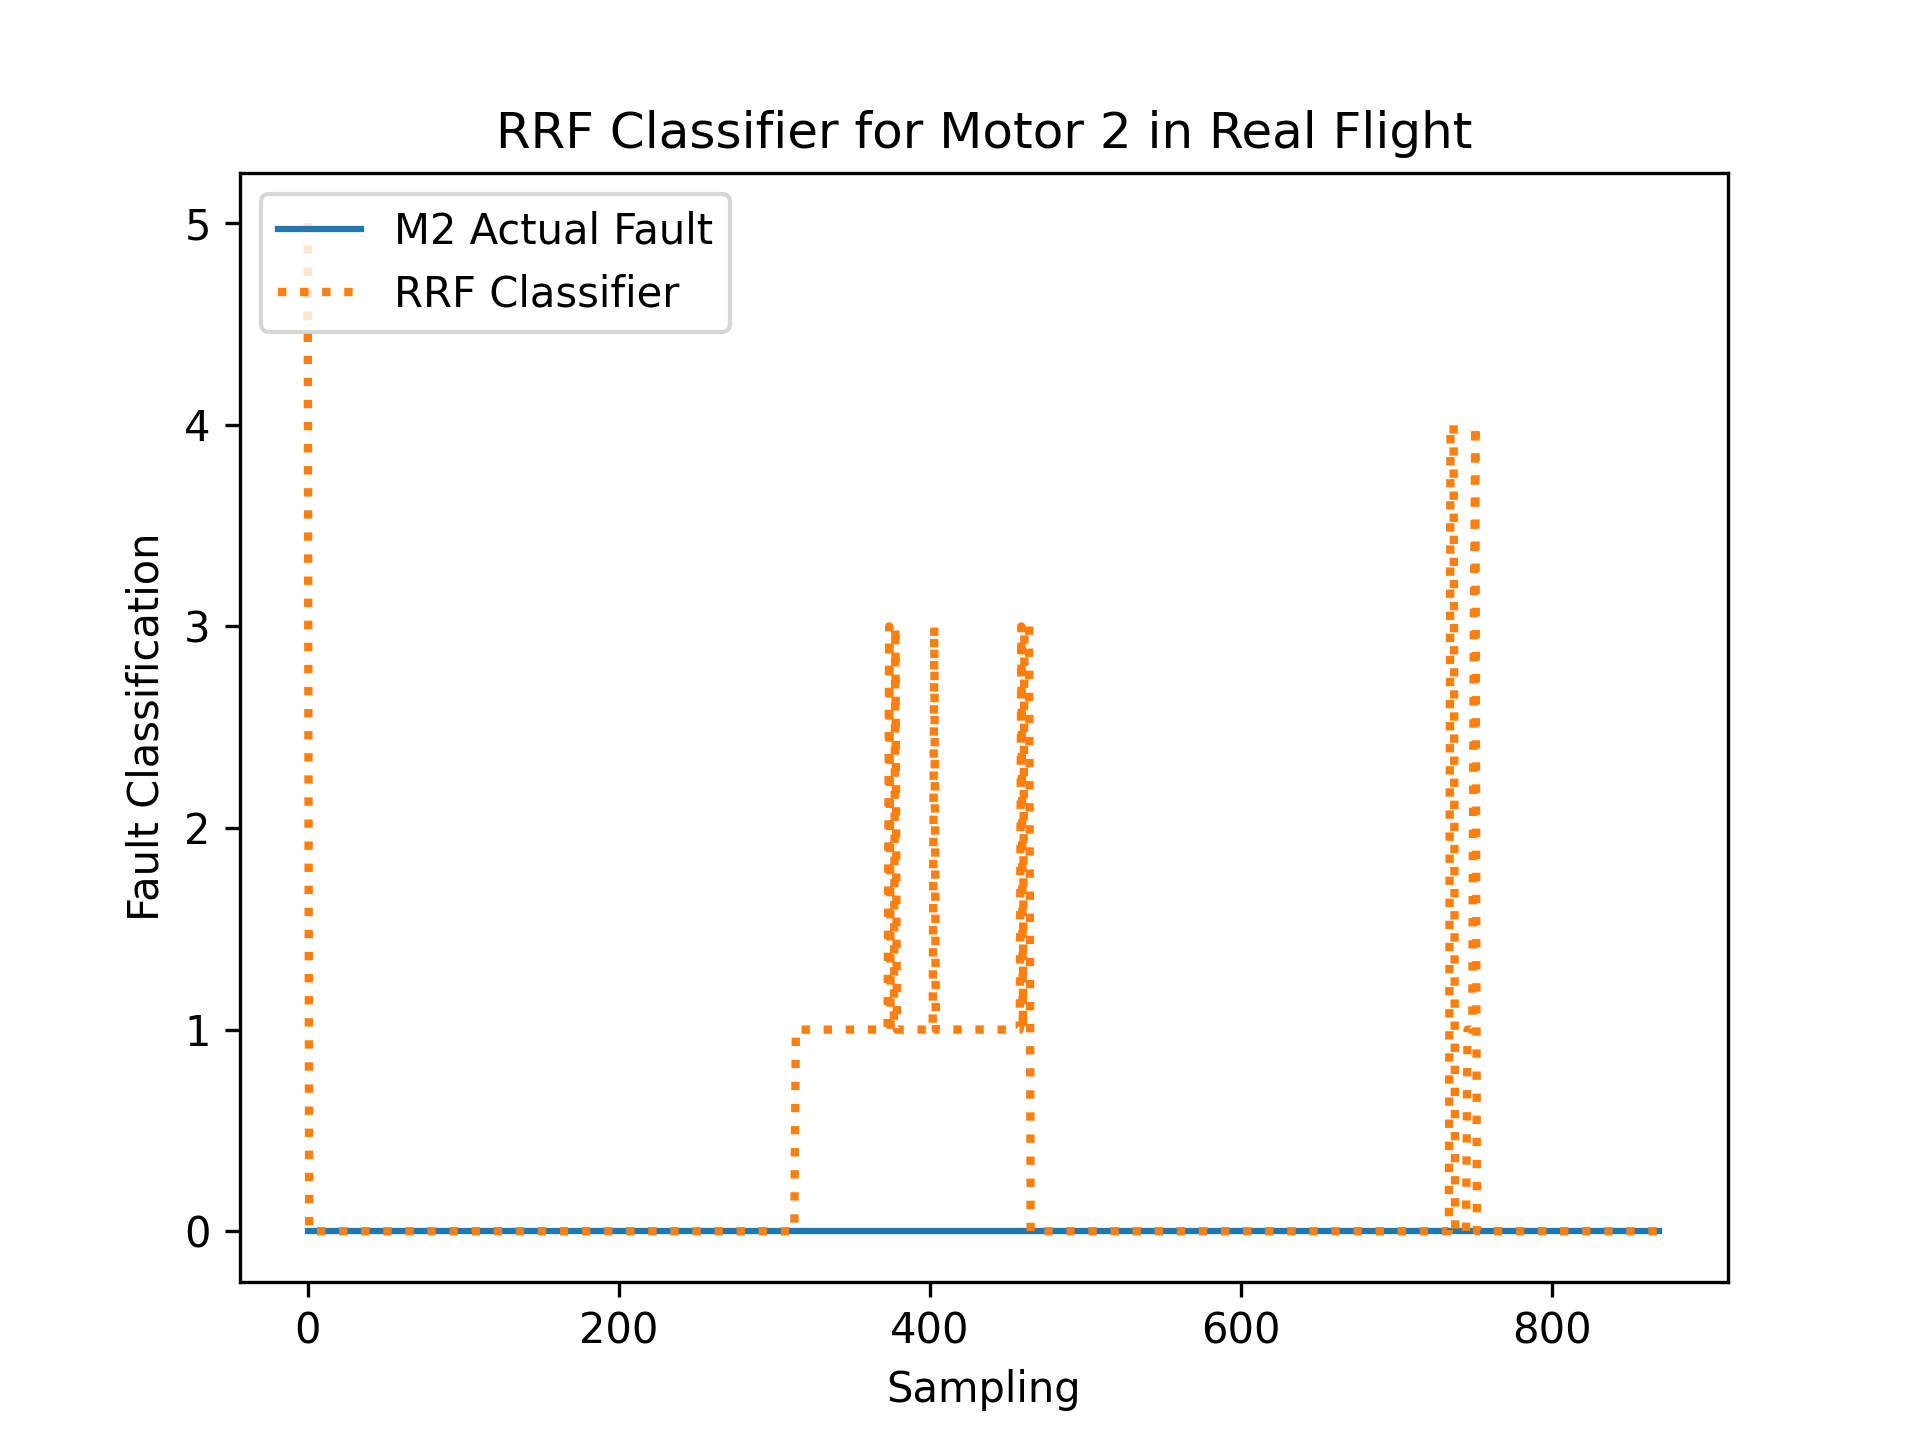 RRF Classifier for Motor 2 in Real Flight
M2 Actual Fault
RRF Classifier
Fault Classification
5
4
3
2
1
0
0 200 400 600 800
Sampling